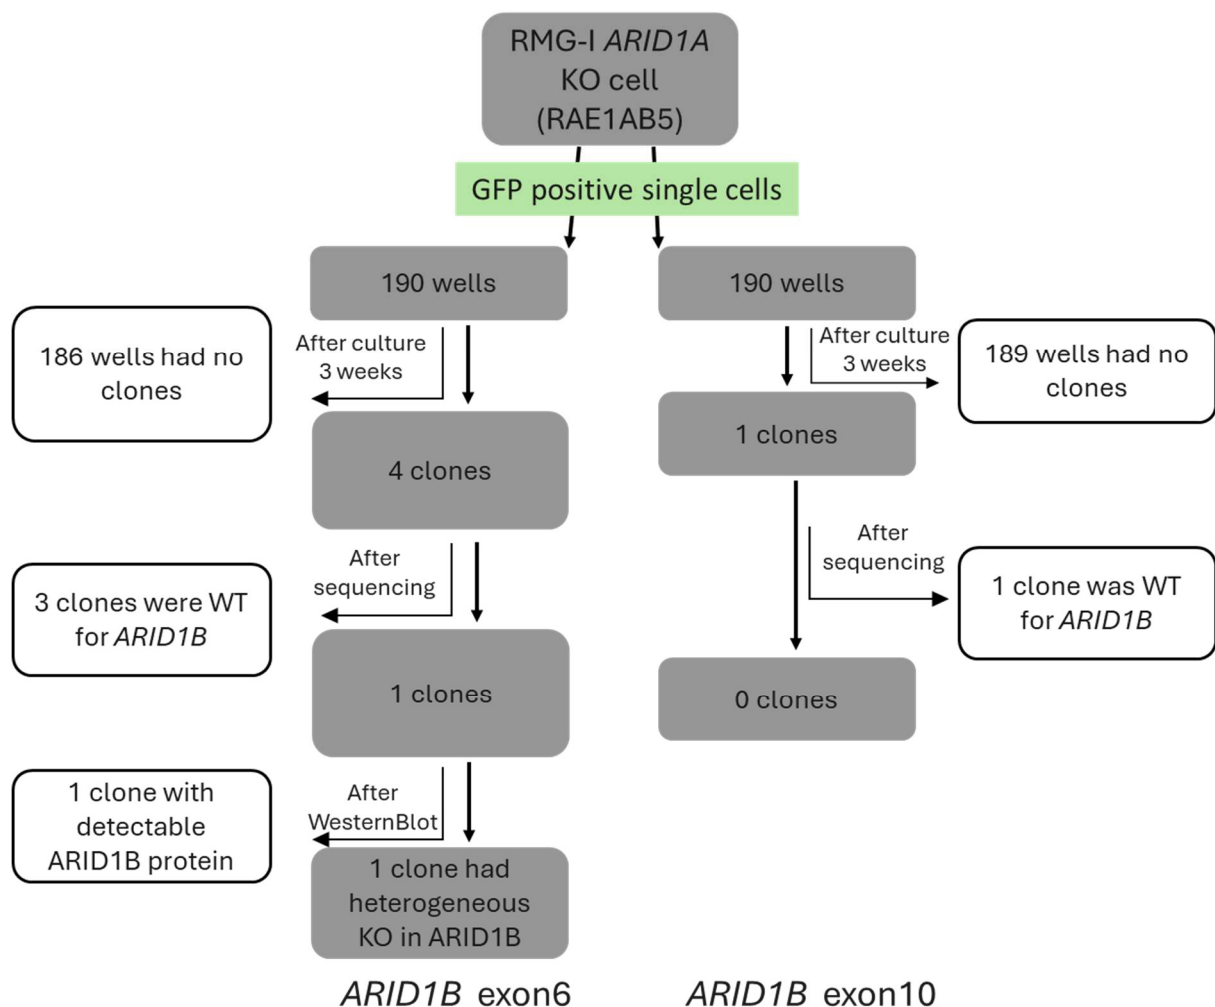 RMG-I ARID1A
KO cell
(RAE1AB5)
GFP positive single cells
190 wells
190 wells
After culture
3 weeks
After culture
3 weeks
186 wells had no
clones
189 wells had no
clones
4 clones
1 clones
After
sequencing
After
sequencing
3 clones were WT
for ARID1B
1 clone was WT
for ARID1B
1 clones
0 clones
After
WesternBlot
1 clone with
detectable
ARID1B protein
1 clone had
heterogeneous
KO in ARID1B
ARID1B exon6
ARID1B exon10